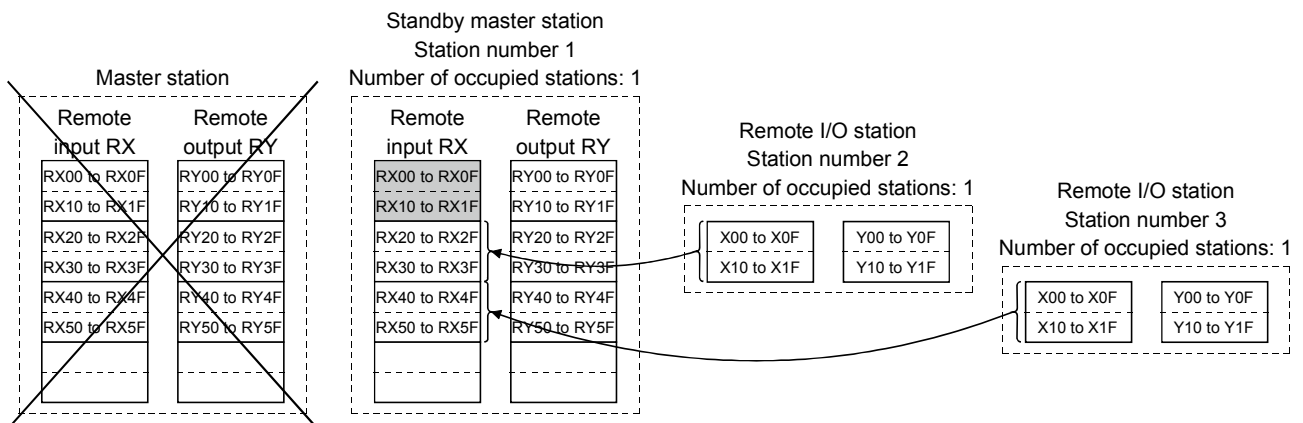 Master station
Remote
input RX
Remote
output RY
RX00 to RX0F
RY00 to RY0F
RX10 to RX1F
RY10 to RY1F
RX20 to RX2F
RY20 to RY2F
RX30 to RX3F
RY30 to RY3F
RX40 to RX4F
RY40 to RY4F
RX50 to RX5F
RY50 to RY5F
Standby master station
Station number 1
Number of occupied stations: 1
Remote
input RX
Remote
output RY
RX00 to RX0F
RY00 to RY0F
RX10 to RX1F
RY10 to RY1F
RX20 to RX2F
RY20 to RY2F
RX30 to RX3F
RY30 to RY3F
RX40 to RX4F
RY40 to RY4F
RX50 to RX5F
RY50 to RY5F
Remote I/O station
Station number 2
Number of occupied stations: 1
X00 to X0F
Y00 to Y0F
X10 to X1F
Y10 to Y1F
Remote I/O station
Station number 3
Number of occupied stations: 1
X00 to X0F
Y00 to Y0F
X10 to X1F
Y10 to Y1F